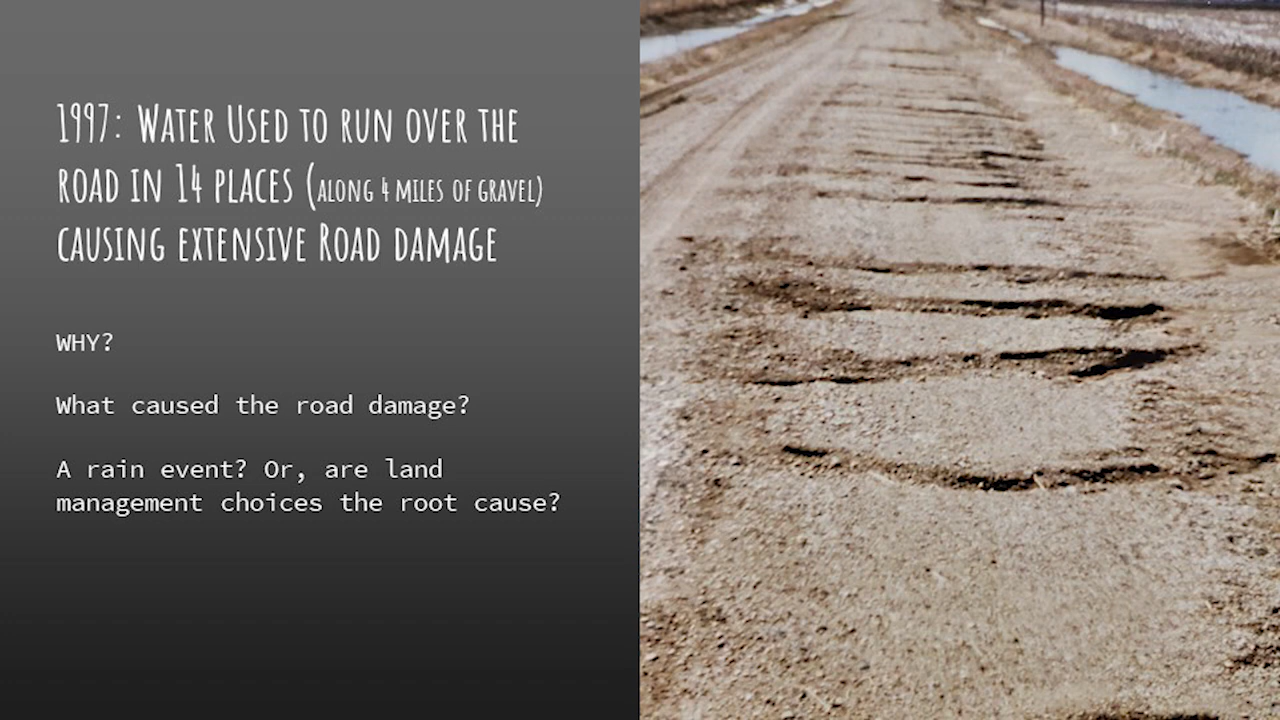 1997: Water Used to run over the
road in 14 places (along 4 miles of gravel)
causing extensive Road damage
WHY?
What caused the road damage?
A rain event? Or, are land
management choices the root cause?